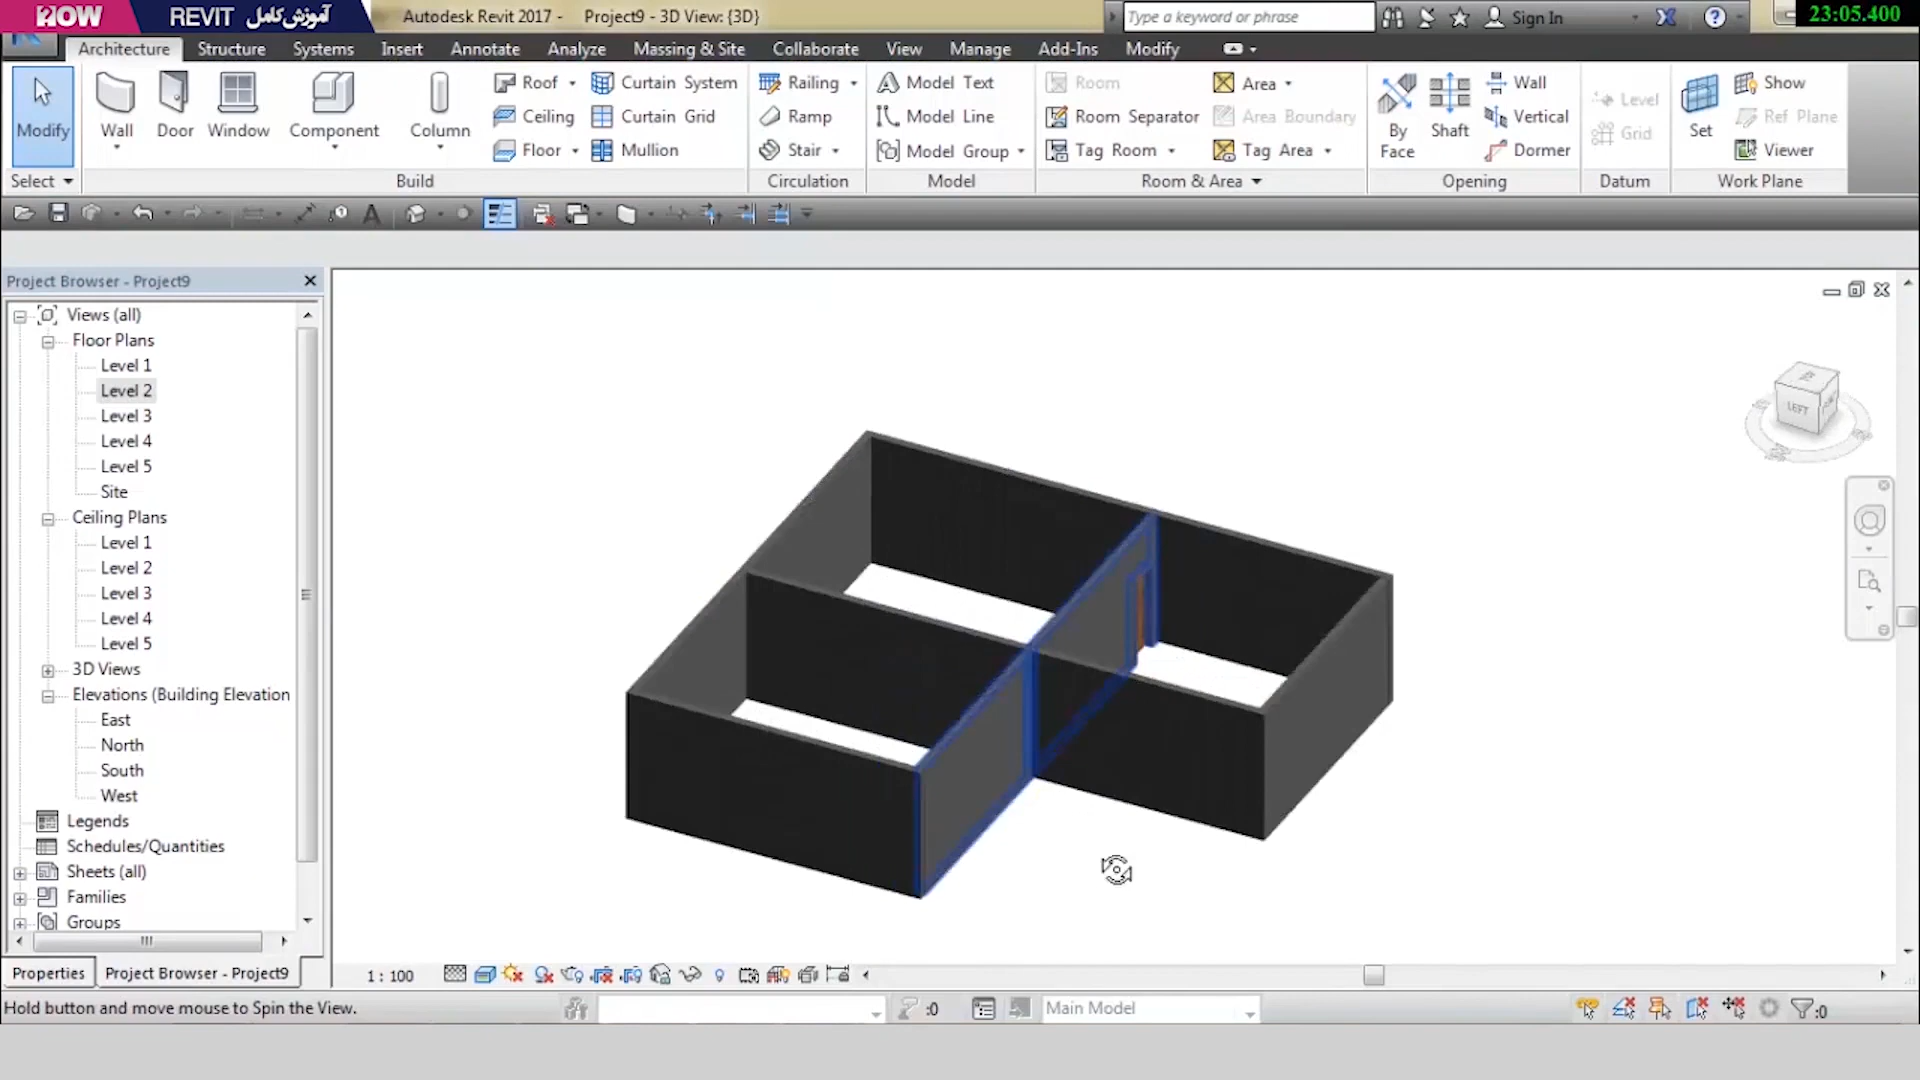 2OW REVIT آموزش کامل
Autodesk Revit 2017 - Project9 - 3D View: {3D}
Type a keyword or phrase
Sign In
23:05.400
Architecture Structure Systems Insert Annotate Analyze Massing & Site Collaborate View Manage Add-Ins Modify
Modify
Wall Door Window Component Column
Roof Curtain System
Ceiling Curtain Grid
Floor Mullion
Railing
Ramp
Stair
Model Text
Model Line
Model Group
Room
Room Separator
Tag Room
Area
Area Boundary
Tag Area
By Face
Shaft
Wall
Vertical
Dormer
Level
Grid
Set
Show
Ref Plane
Viewer
Select Build Circulation Model Room & Area Opening Datum Work Plane
Project Browser - Project9
Views (all)
Floor Plans
Level 1
Level 2
Level 3
Level 4
Level 5
Site
Ceiling Plans
Level 1
Level 2
Level 3
Level 4
Level 5
3D Views
Elevations (Building Elevation
East
North
South
West
Legends
Schedules/Quantities
Sheets (all)
Families
Groups
LEFT
Properties Project Browser - Project9
1 : 100
Hold button and move mouse to Spin the View.
:0
Main Model
:0